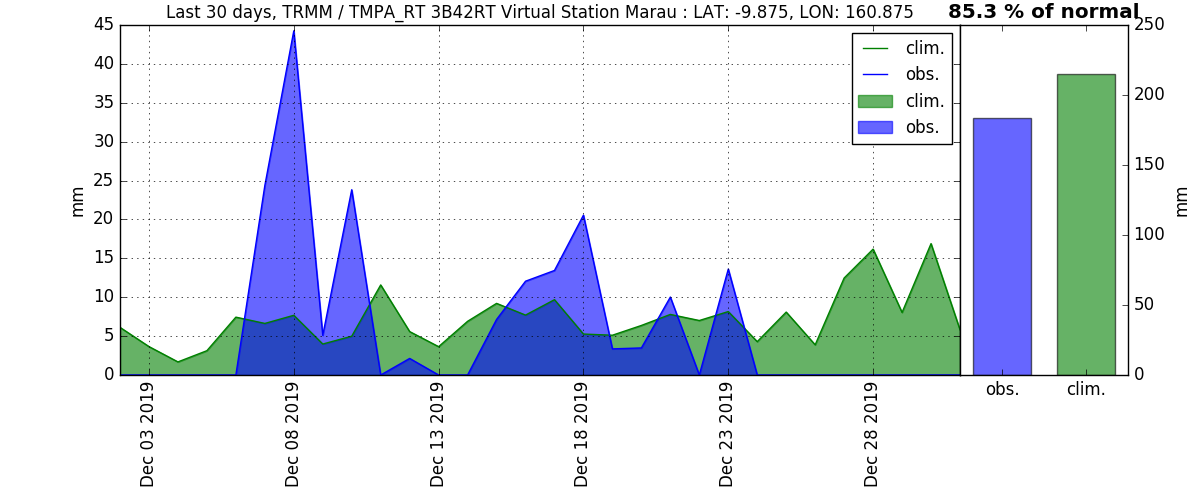 Last 30 days, TRMM / TMPA_RT 3B42RT Virtual Station Marau : LAT: -9.875, LON: 160.875
85.3 % of normal
clim.
obs.
clim.
obs.
45
40
35
30
25
20
15
10
5
0
mm
Dec 03 2019
Dec 08 2019
Dec 13 2019
Dec 18 2019
Dec 23 2019
Dec 28 2019
250
200
150
100
50
0
mm
obs.
clim.